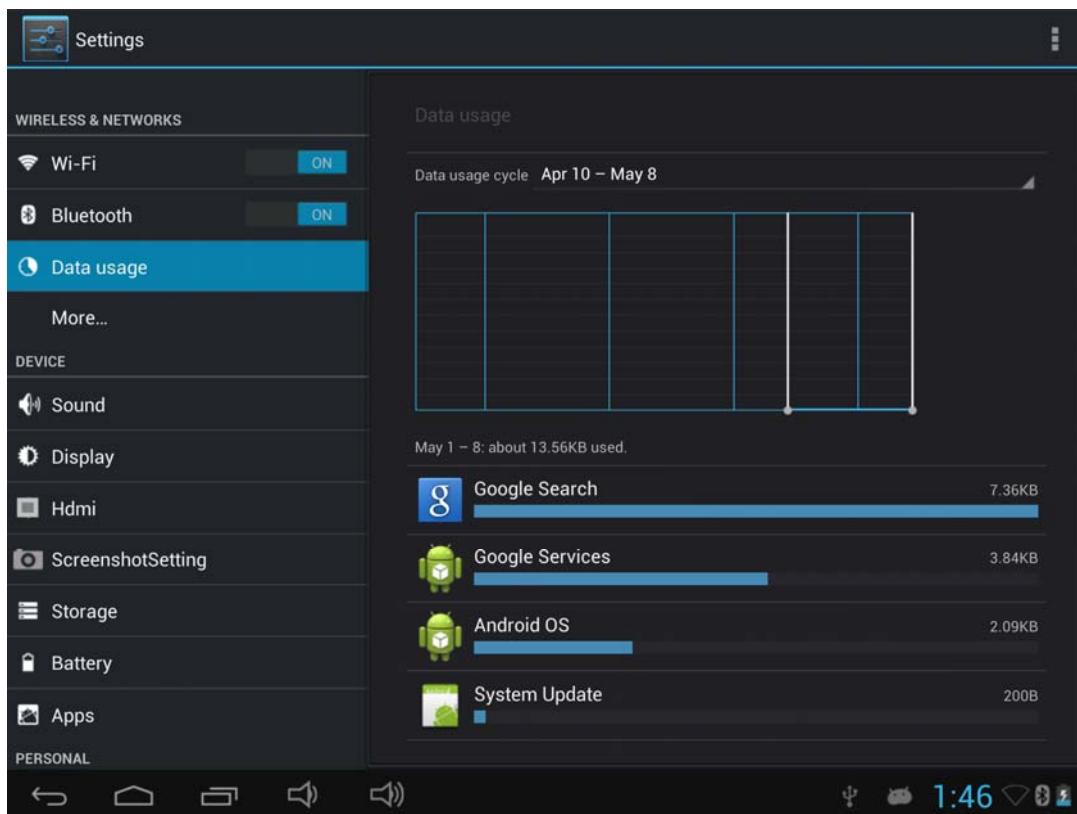 Settings
WIRELESS & NETWORKS
Wi-Fi
ON
Bluetooth
ON
Data usage
More...
DEVICE
Sound
Display
Hdmi
ScreenshotSetting
Storage
Battery
Apps
PERSONAL
Data usage
Data usage cycle Apr 10 – May 8
May 1 – 8: about 13.56KB used.
Google Search 7.36KB
Google Services 3.84KB
Android OS 2.09KB
System Update 200B
1:46